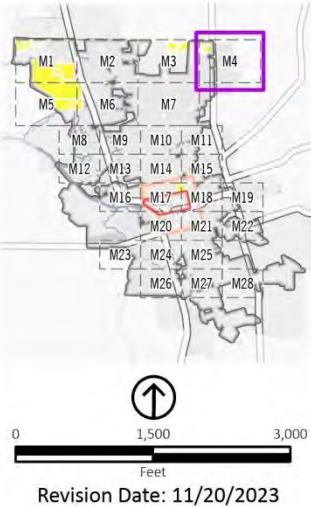 M1 M2 M3 M4
M5 M6 M7
M8 M9 M10 M11
M12 M13 M14 M15
M16 M17 M18 M19
M20 M21 M22
M23 M24 M25
M26 M27 M28
0 1,500 3,000
Feet
Revision Date: 11/20/2023